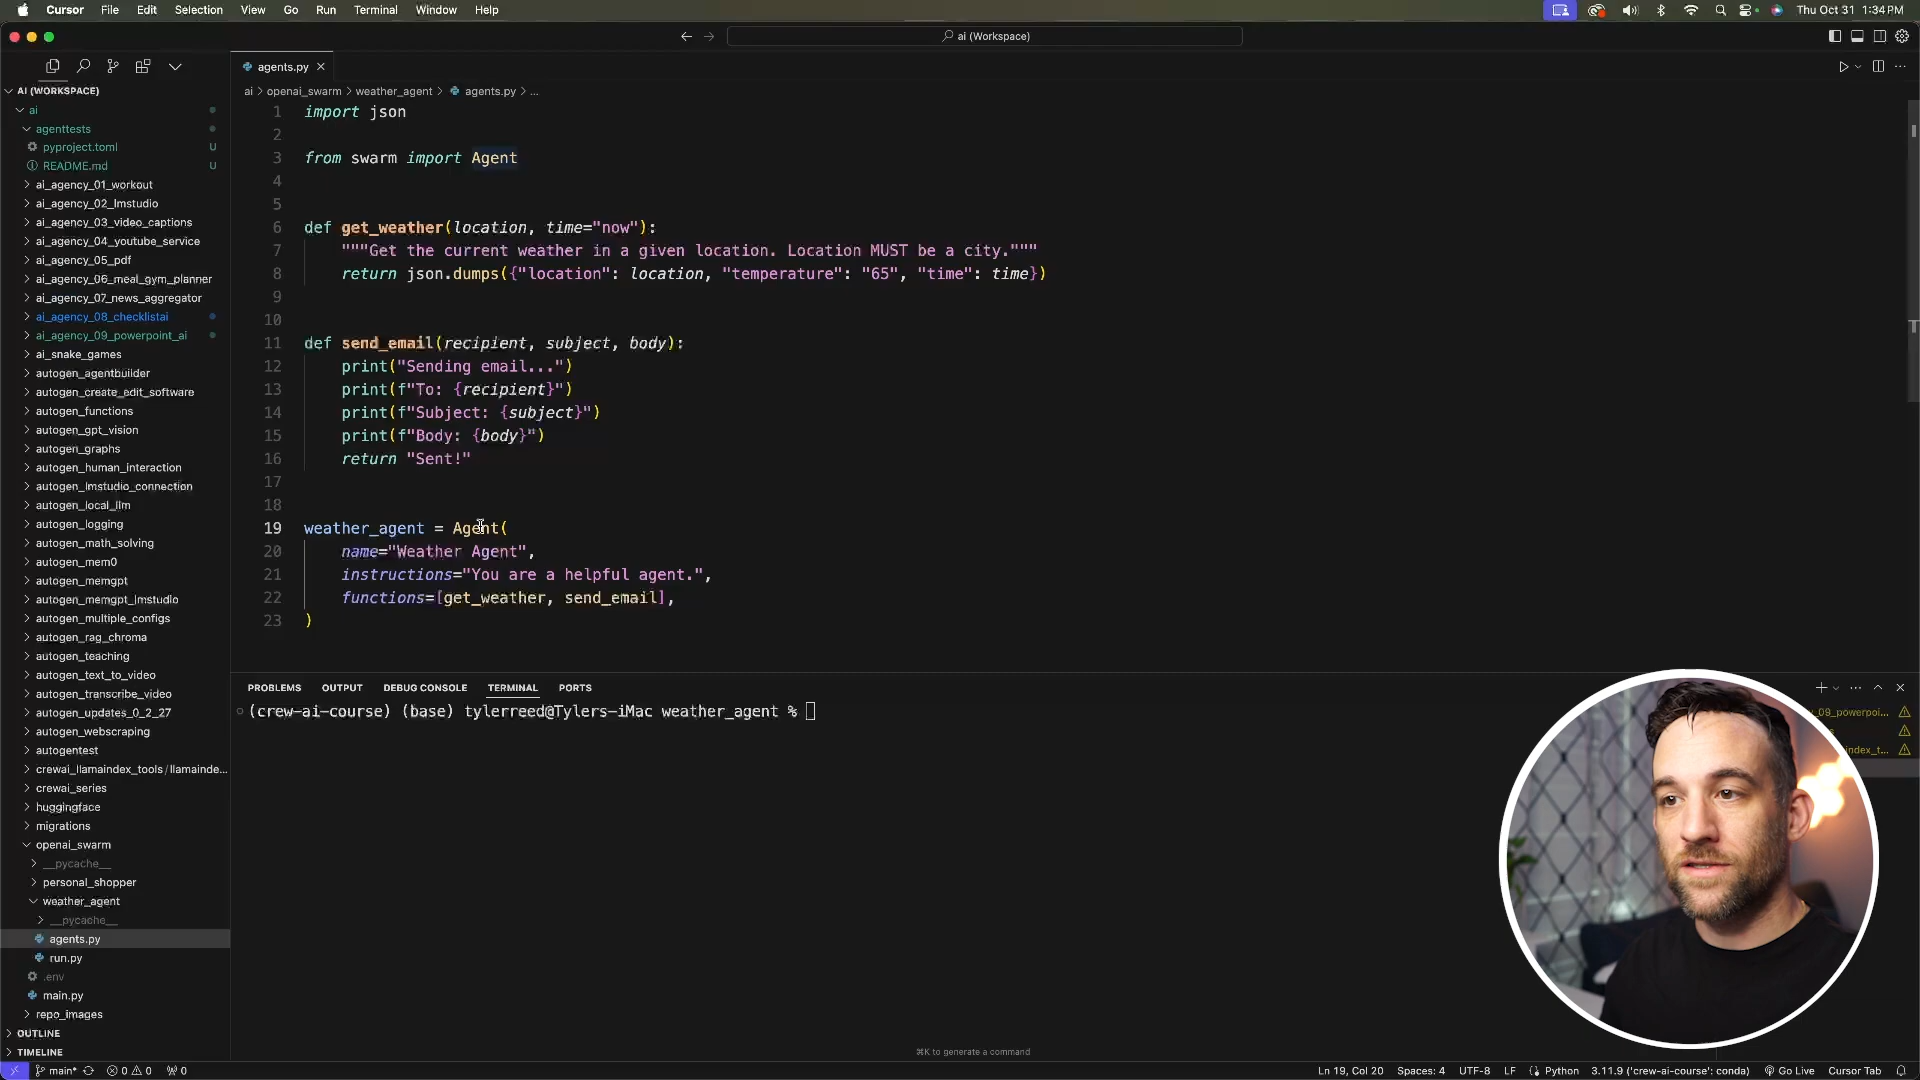 Cursor File Edit Selection View Go Run Terminal Window Help Thu Oct 31 1:34 PM
ai (Workspace)
agents.py
AI (WORKSPACE)
ai > openai_swarm > weather_agent > agents.py > ...
ai
agenttests
pyproject.toml U
README.md U
ai_agency_01_workout
ai_agency_02_lmstudio
ai_agency_03_video_captions
ai_agency_04_youtube_service
ai_agency_05_pdf
ai_agency_06_meal_gym_planner
ai_agency_07_news_aggregator
ai_agency_08_checklistai
ai_agency_09_powerpoint_ai
ai_snake_games
autogen_agentbuilder
autogen_create_edit_software
autogen_functions
autogen_gpt_vision
autogen_graphs
autogen_human_interaction
autogen_lmstudio_connection
autogen_local_llm
autogen_logging
autogen_math_solving
autogen_mem0
autogen_memgpt
autogen_memgpt_lmstudio
autogen_multiple_configs
autogen_rag_chroma
autogen_teaching
autogen_text_to_video
autogen_transcribe_video
autogen_updates_0_2_27
autogen_webscraping
autogentest
crewai_llamaindex_tools / llamainde...
crewai_series
huggingface
migrations
openai_swarm
__pycache__
personal_shopper
weather_agent
__pycache__
agents.py
run.py
.env
main.py
repo_images
OUTLINE
TIMELINE
1 import json
2
3 from swarm import Agent
4
5
6 def get_weather(location, time="now"):
7 """Get the current weather in a given location. Location MUST be a city."""
8 return json.dumps({"location": location, "temperature": "65", "time": time})
9
10
11 def send_email(recipient, subject, body):
12 print("Sending email...")
13 print(f"To: {recipient}")
14 print(f"Subject: {subject}")
15 print(f"Body: {body}")
16 return "Sent!"
17
18
19 weather_agent = Agent(
20 name="Weather Agent",
21 instructions="You are a helpful agent.",
22 functions=[get_weather, send_email],
23 )
PROBLEMS OUTPUT DEBUG CONSOLE TERMINAL PORTS
(crew-ai-course) (base) tylerreed@Tylers-iMac weather_agent %
_09_powerpoi...
index_t...
⌘K to generate a command
main* 0 0 0 Ln 19, Col 20 Spaces: 4 UTF-8 LF Python 3.11.9 ('crew-ai-course': conda) Go Live Cursor Tab